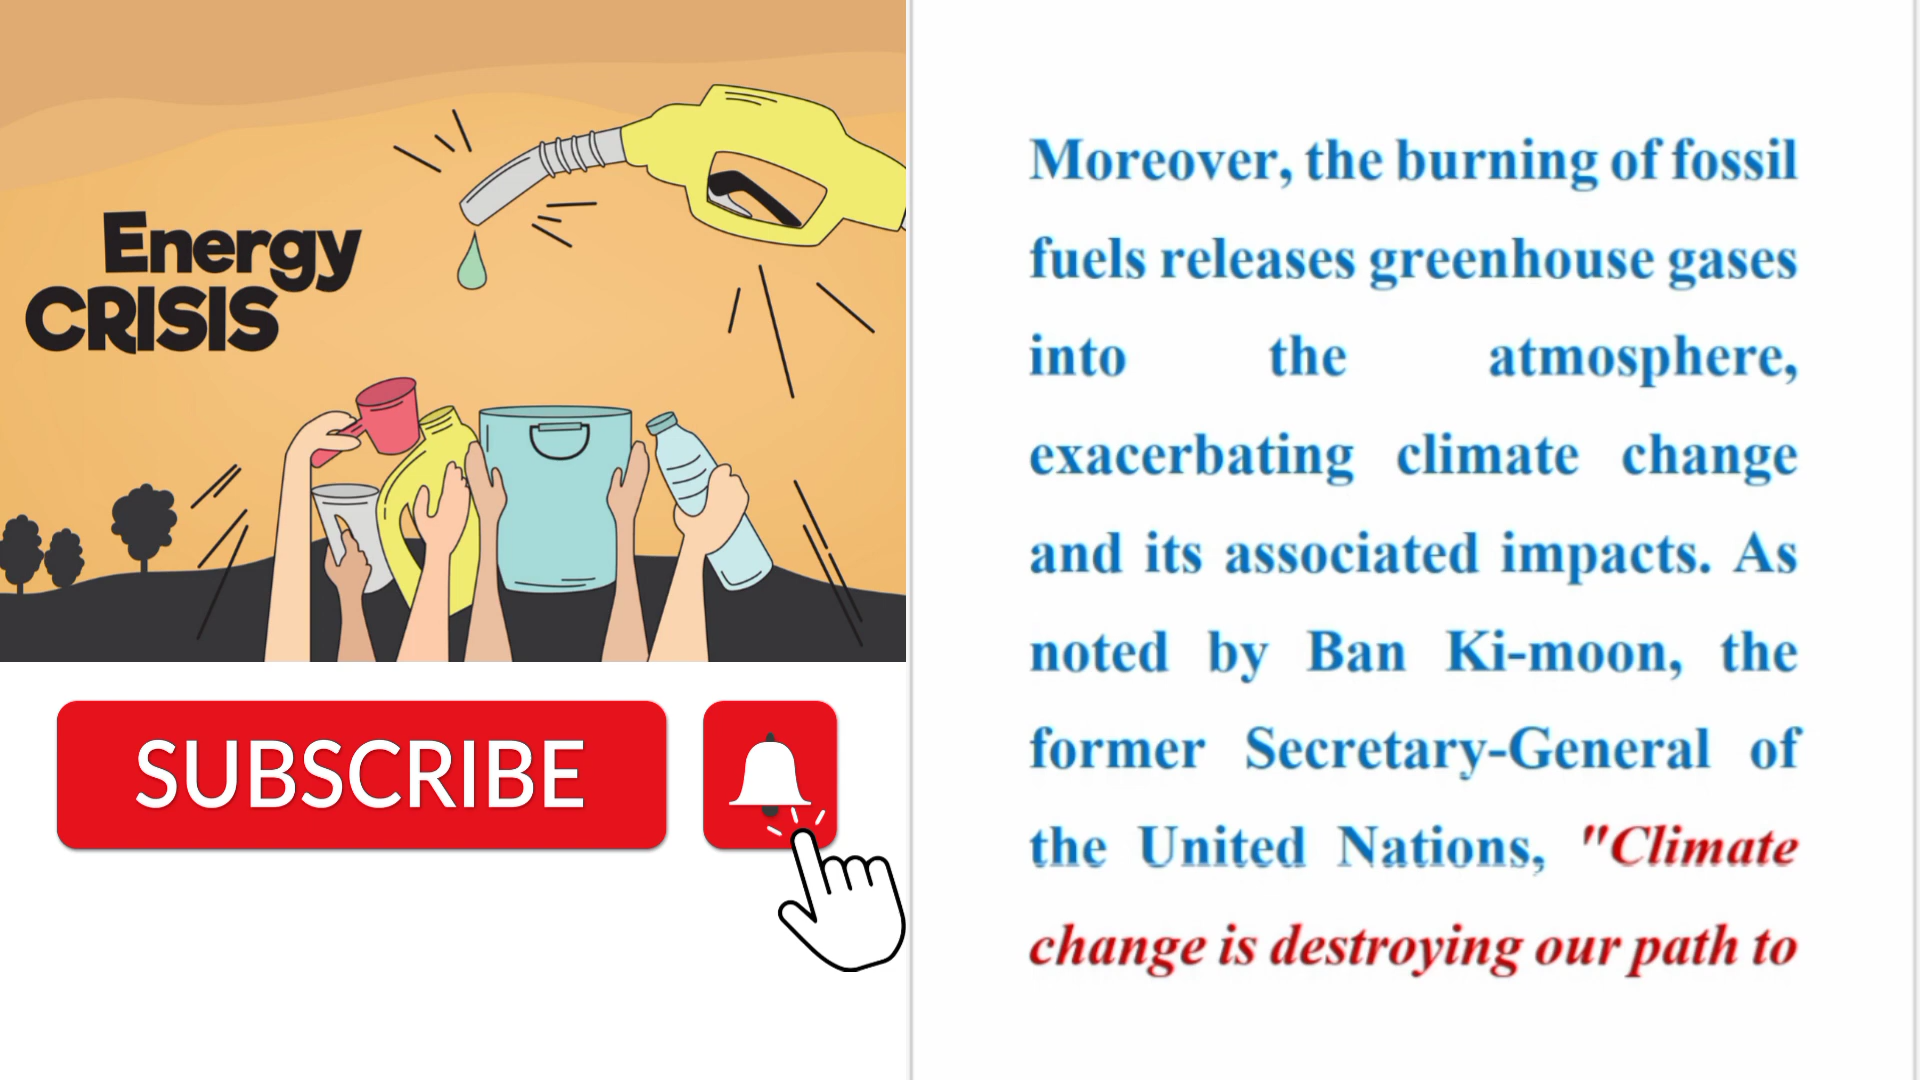 Energy
CRISIS
SUBSCRIBE
Moreover, the burning of fossil
fuels releases greenhouse gases
into the atmosphere,
exacerbating climate change
and its associated impacts. As
noted by Ban Ki-moon, the
former Secretary-General of
the United Nations, "Climate
change is destroying our path to